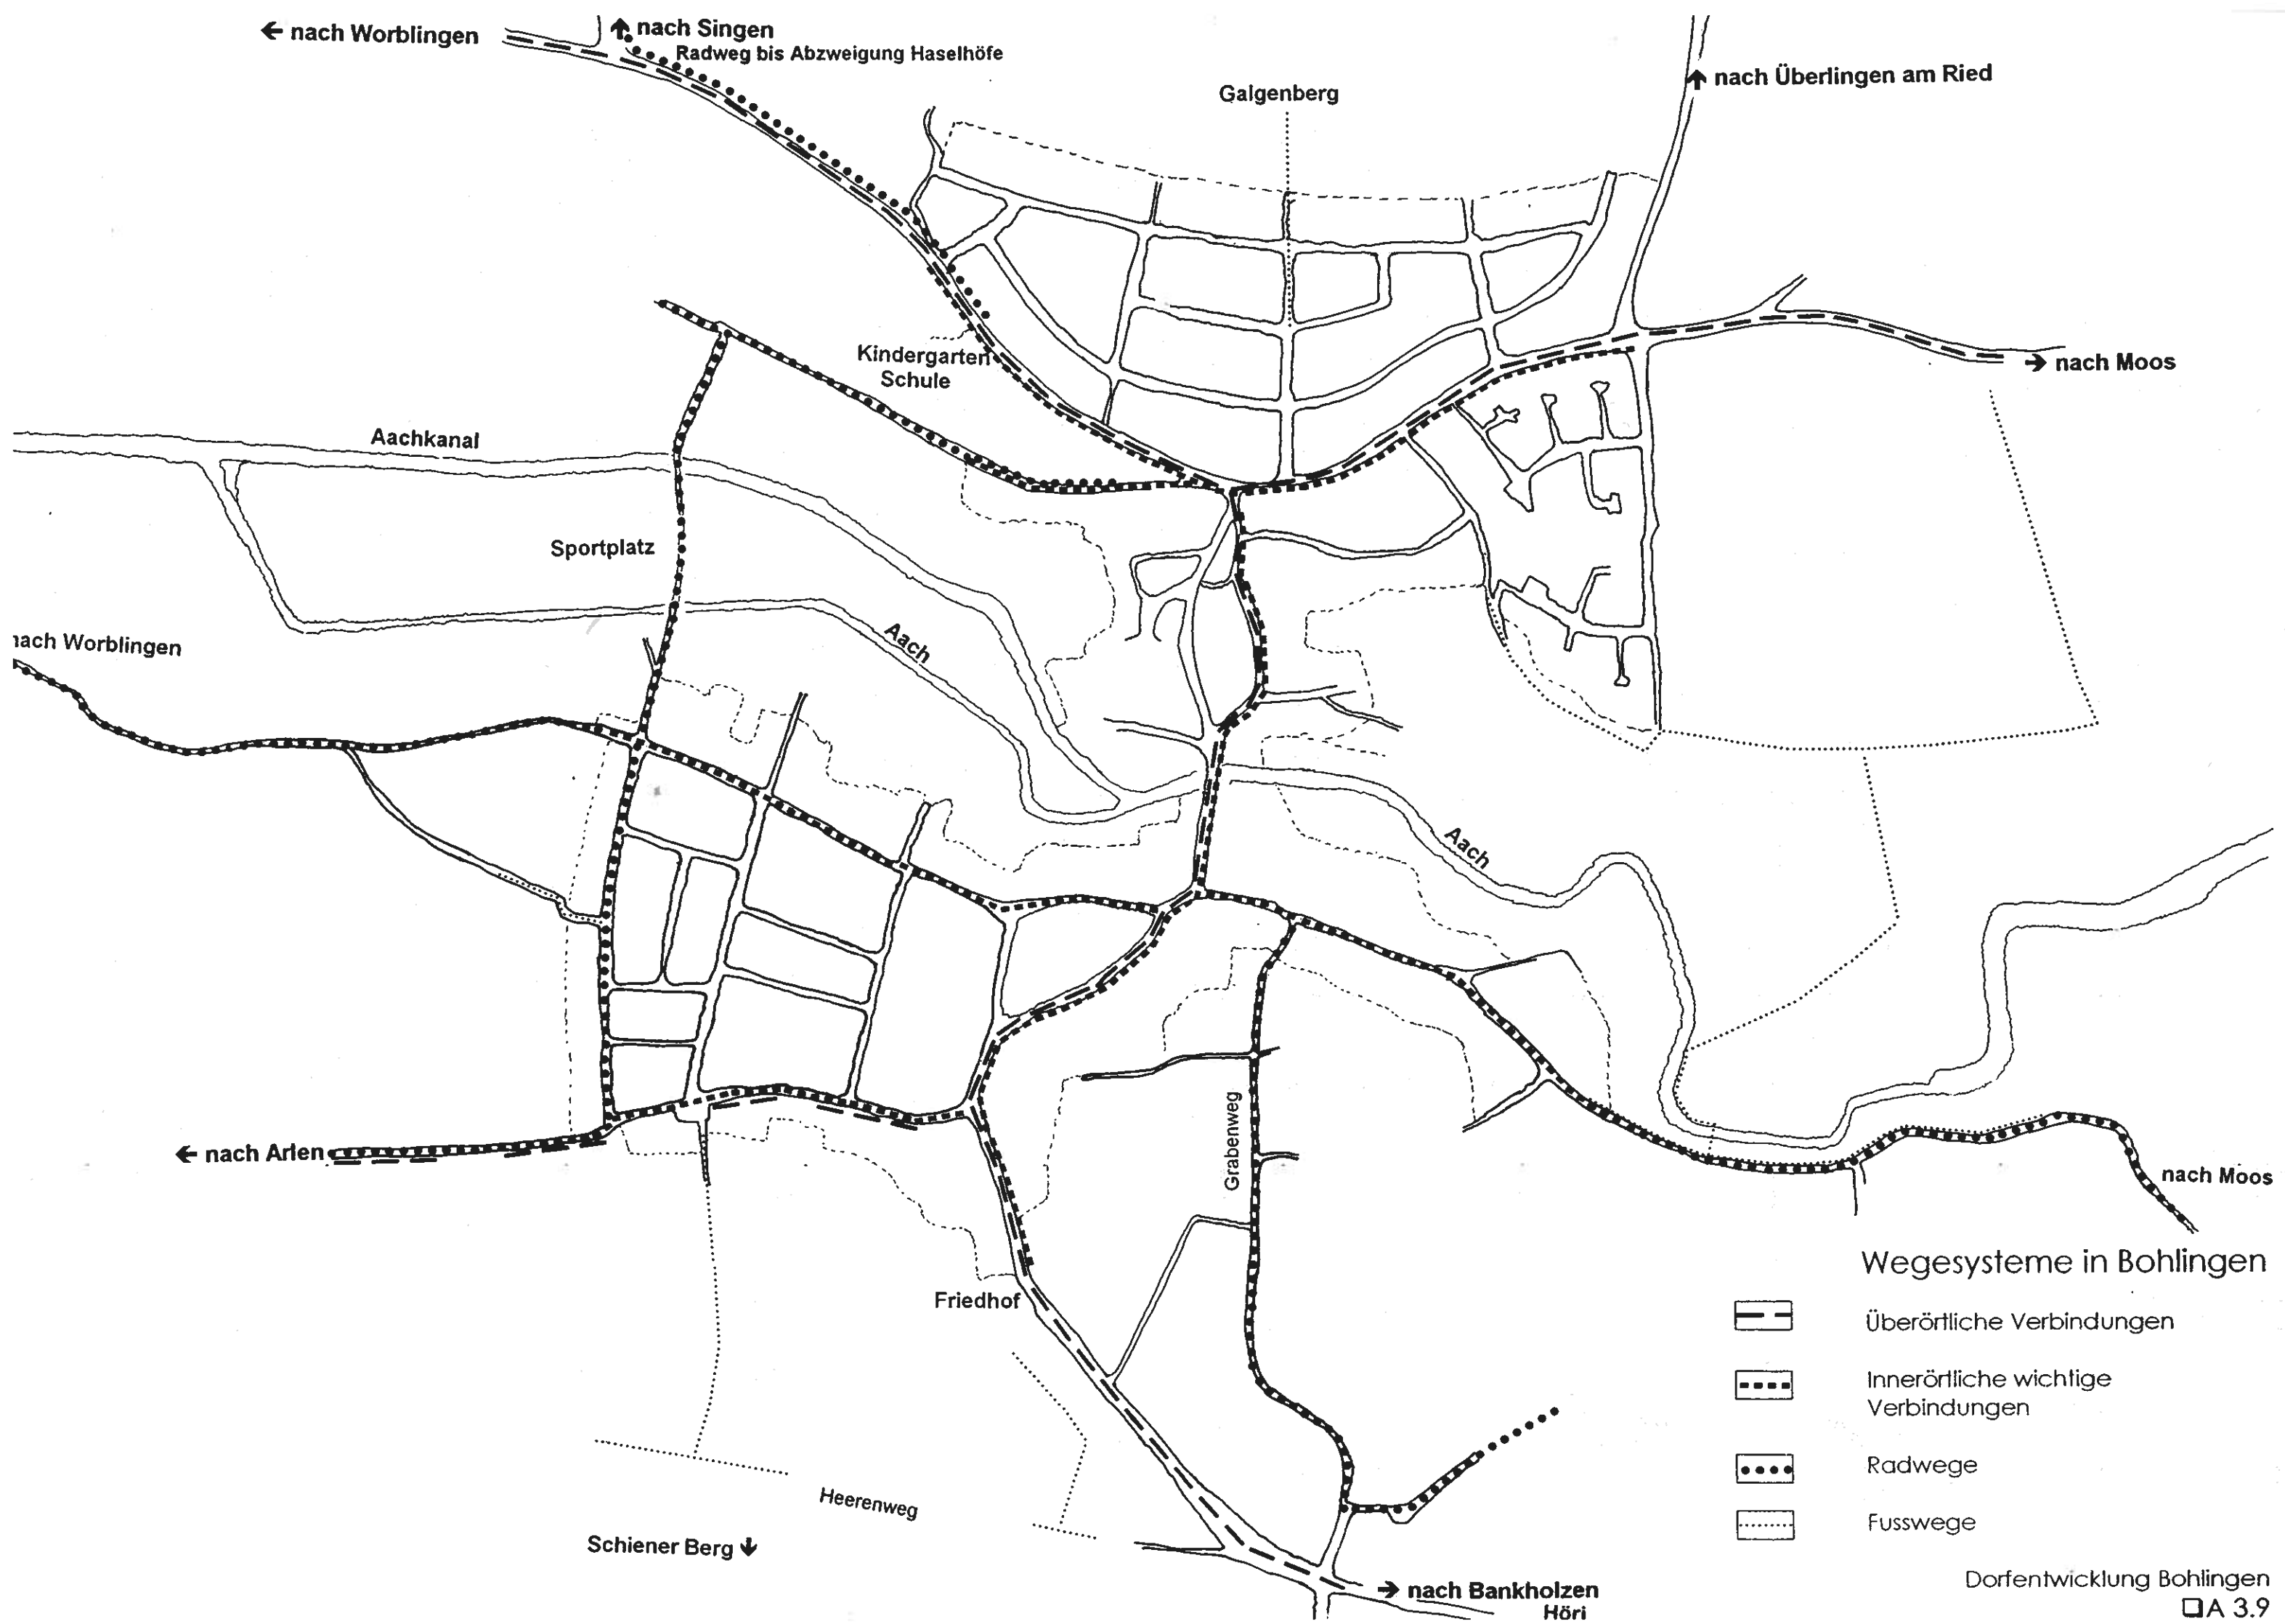 ← nach Worblingen
↑ nach Singen
Radweg bis Abzweigung Haselhöfe
Galgenberg
↑ nach Überlingen am Ried
Kindergarten
Schule
→ nach Moos
Aachkanal
Sportplatz
Aach
nach Worblingen
Aach
Grabenweg
← nach Arlen
nach Moos
Friedhof
Heerenweg
Schiener Berg ↓
→ nach Bankholzen
Höri
Wegesysteme in Bohlingen
Überörtliche Verbindungen
Innerörtliche wichtige
Verbindungen
Radwege
Fusswege
Dorfentwicklung Bohlingen
❑A 3.9